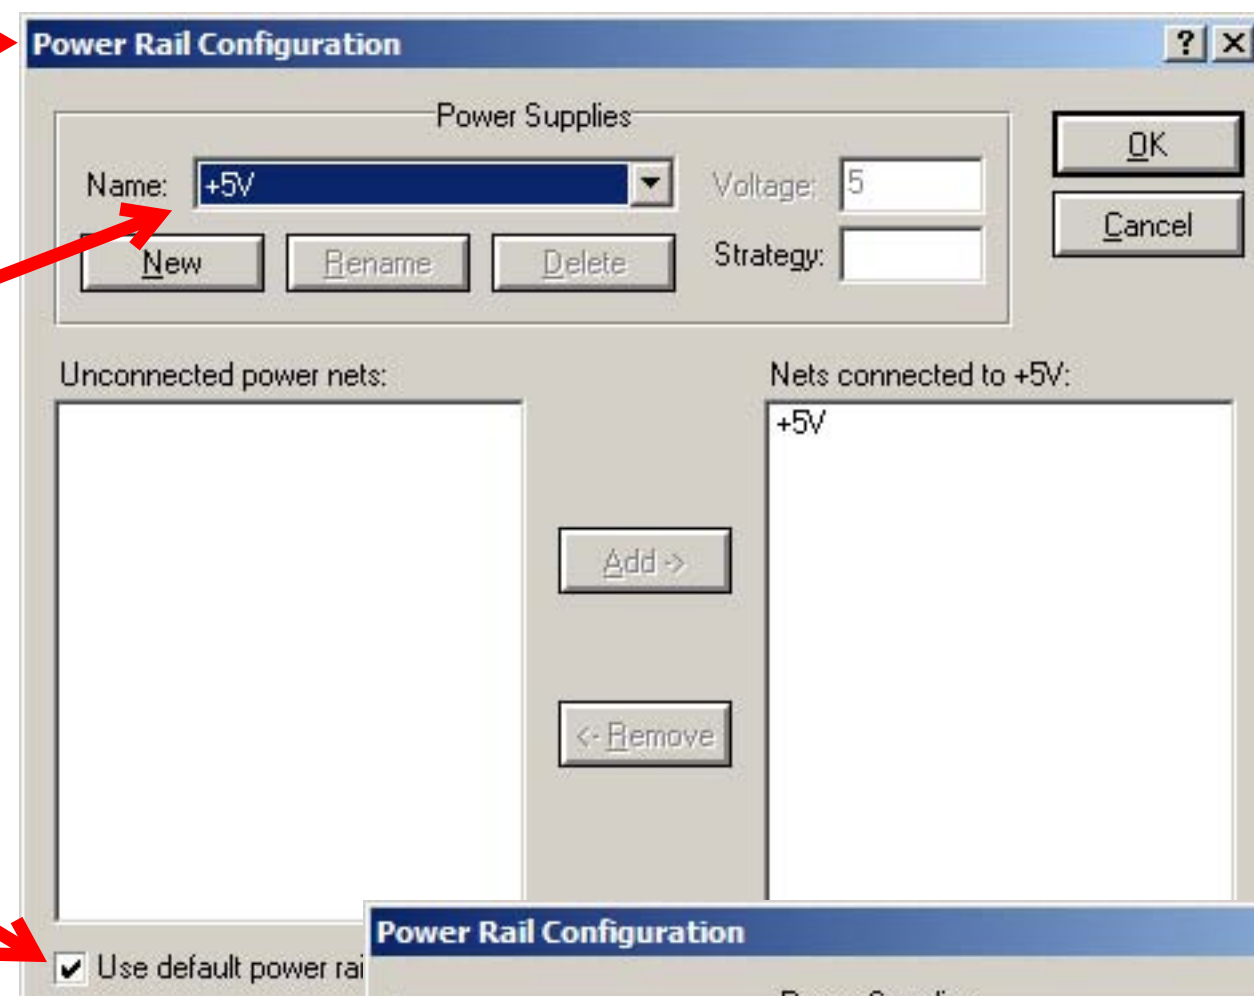 Power Rail Configuration
Power Supplies
Name: +5V
Voltage: 5
OK
New Rename Delete
Strategy:
Cancel
Unconnected power nets:
Nets connected to +5V:
+5V
Add ->
<- Remove
Use default power
Power Rail Configuration